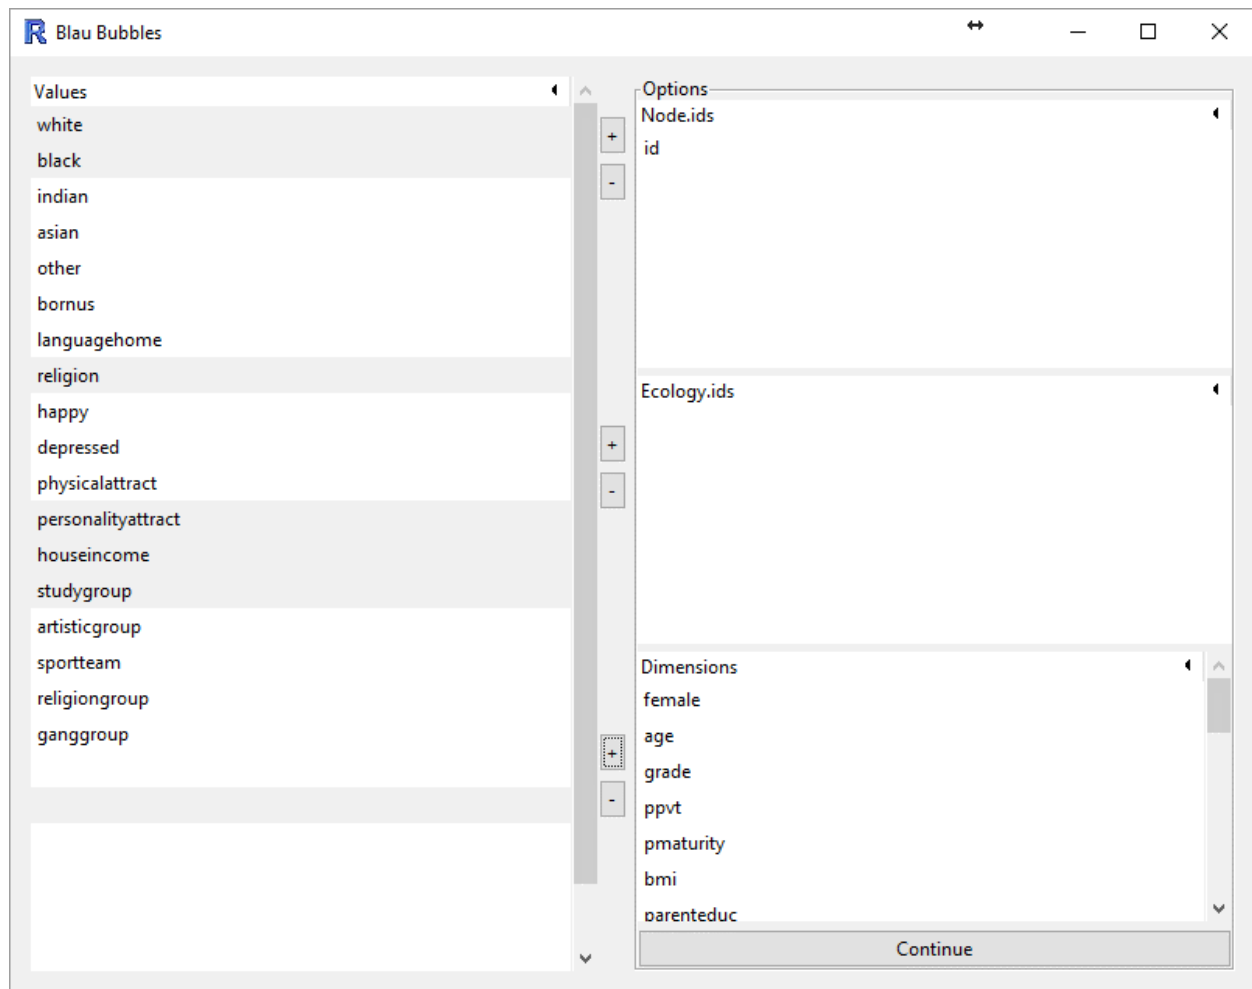 Blau Bubbles
Values
white
black
indian
asian
other
bornus
languagehome
religion
happy
depressed
physicalattract
personalityattract
houseincome
studygroup
artisticgroup
sportteam
religiongroup
ganggroup
+
-
+
-
+
-
Options
Node.ids
id
Ecology.ids
Dimensions
female
age
grade
ppvt
pmaturity
bmi
parenteduc
Continue